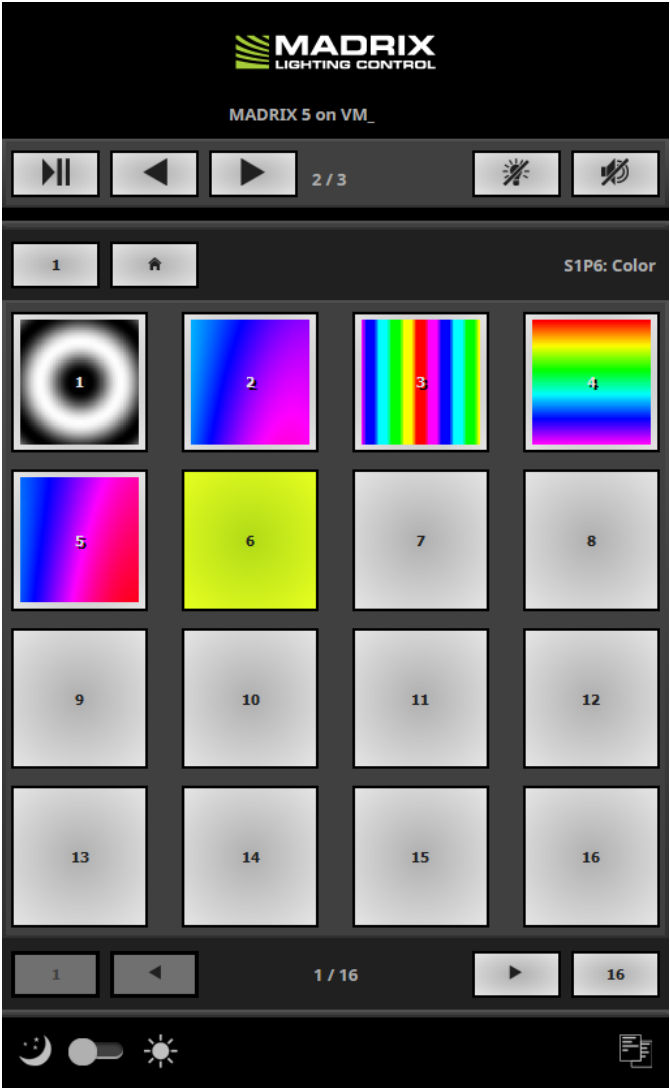 MADRIX
LIGHTING CONTROL
MADRIX 5 on VM_
2 / 3
1
S1P6: Color
1 2 3 4
5 6 7 8
9 10 11 12
13 14 15 16
1 1 / 16 16